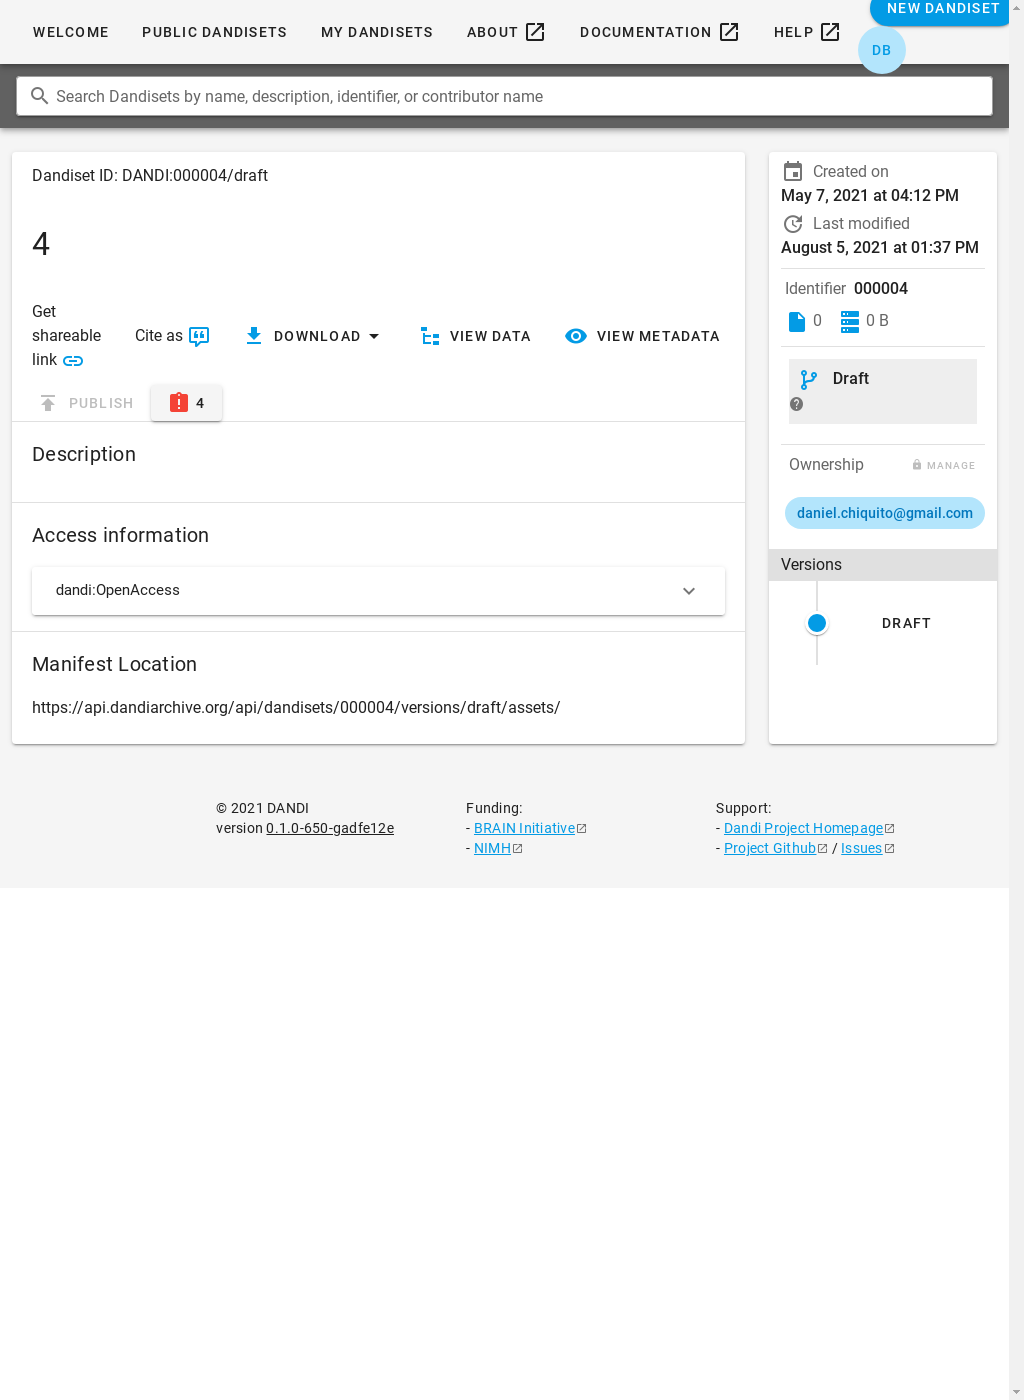 WELCOME PUBLIC DANDISETS MY DANDISETS ABOUT DOCUMENTATION HELP NEW DANDISET
DB
Search Dandisets by name, description, identifier, or contributor name
Dandiset ID: DANDI:000004/draft
4
Get shareable link
Cite as
DOWNLOAD
VIEW DATA
VIEW METADATA
PUBLISH
4
Description
Access information
dandi:OpenAccess
Manifest Location
https://api.dandiarchive.org/api/dandisets/000004/versions/draft/assets/
Created on
May 7, 2021 at 04:12 PM
Last modified
August 5, 2021 at 01:37 PM
Identifier 000004
0 0 B
Draft
Ownership MANAGE
daniel.chiquito@gmail.com
Versions
DRAFT
© 2021 DANDI
version 0.1.0-650-gadfe12e
Funding:
- BRAIN Initiative
- NIMH
Support:
- Dandi Project Homepage
- Project Github / Issues